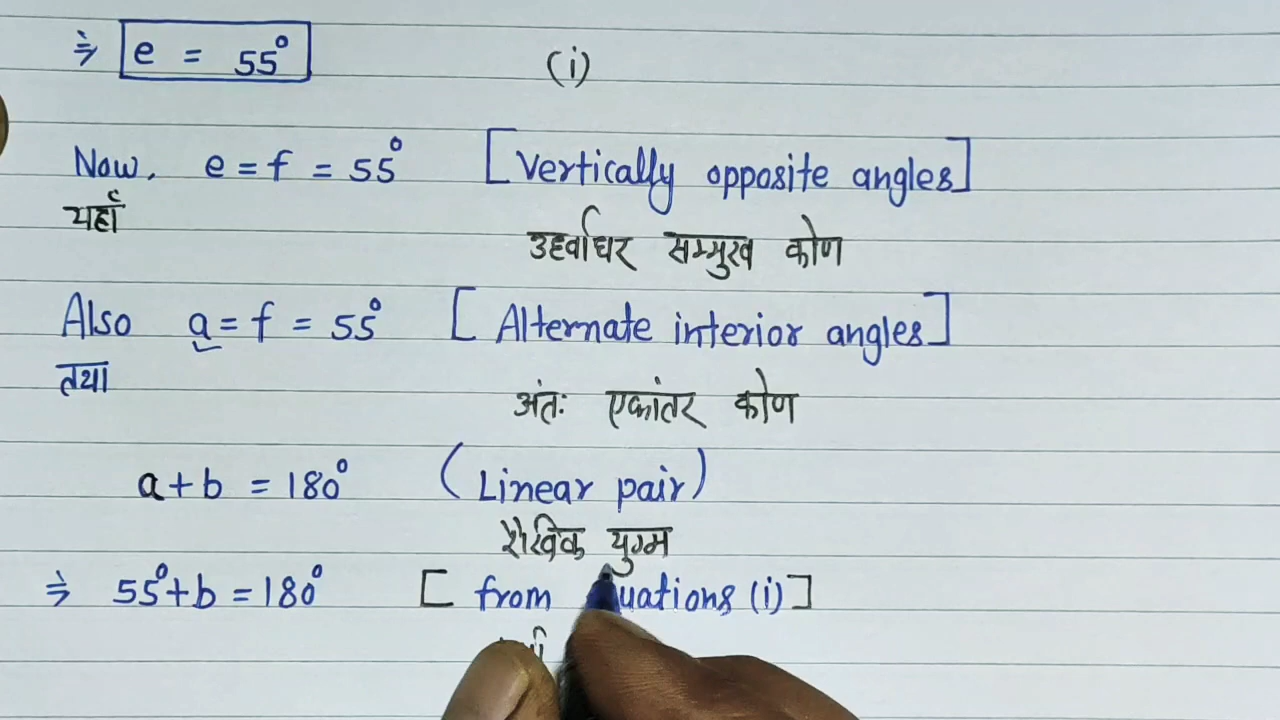 ⇒ e = 55° (i)
Now, e = f = 55° [Vertically opposite angles]
यहाँ
उर्ध्वाधर सम्मुख कोण
Also a = f = 55° [Alternate interior angles]
तथा
अंतः एकांतर कोण
a + b = 180° (Linear pair)
रैखिक युग्म
⇒ 55° + b = 180° [from (i)]